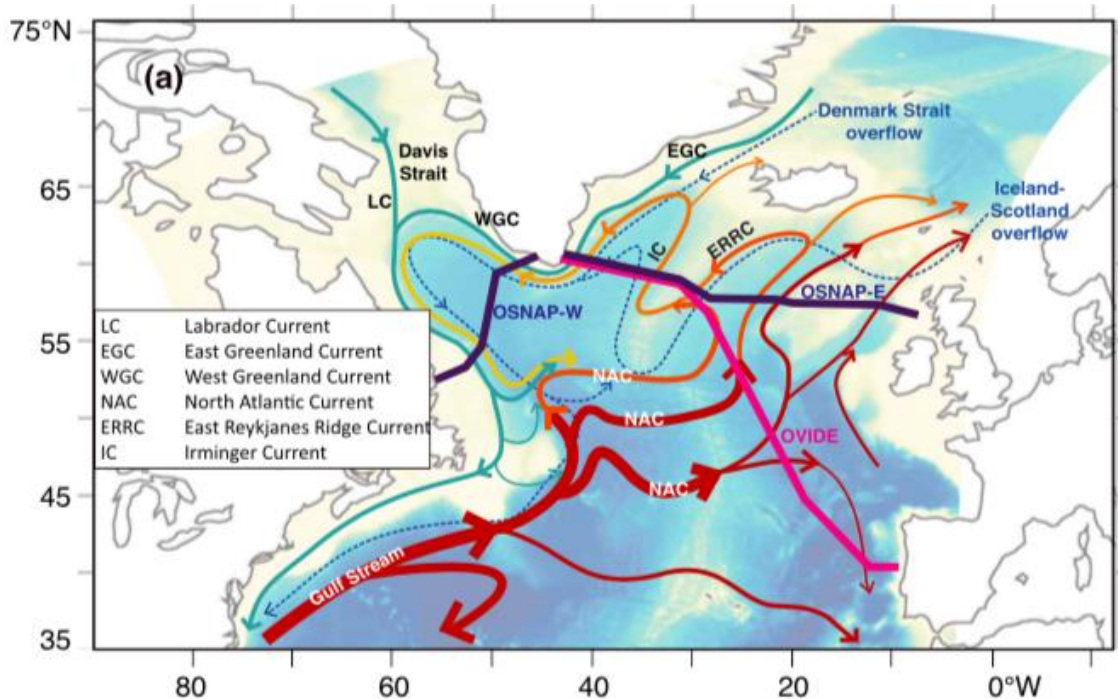 75°N
(a)
Denmark Strait
overflow
EGC
Davis
Strait
65
LC
WGC
Iceland-
Scotland
overflow
IC
ERRC
OSNAP-E
OSNAP-W
LC Labrador Current
EGC East Greenland Current
WGC West Greenland Current
NAC North Atlantic Current
ERRC East Reykjanes Ridge Current
IC Irminger Current
55
NAC
NAC
OVIDE
NAC
45
Gulf Stream
35
80 60 40 20 0°W